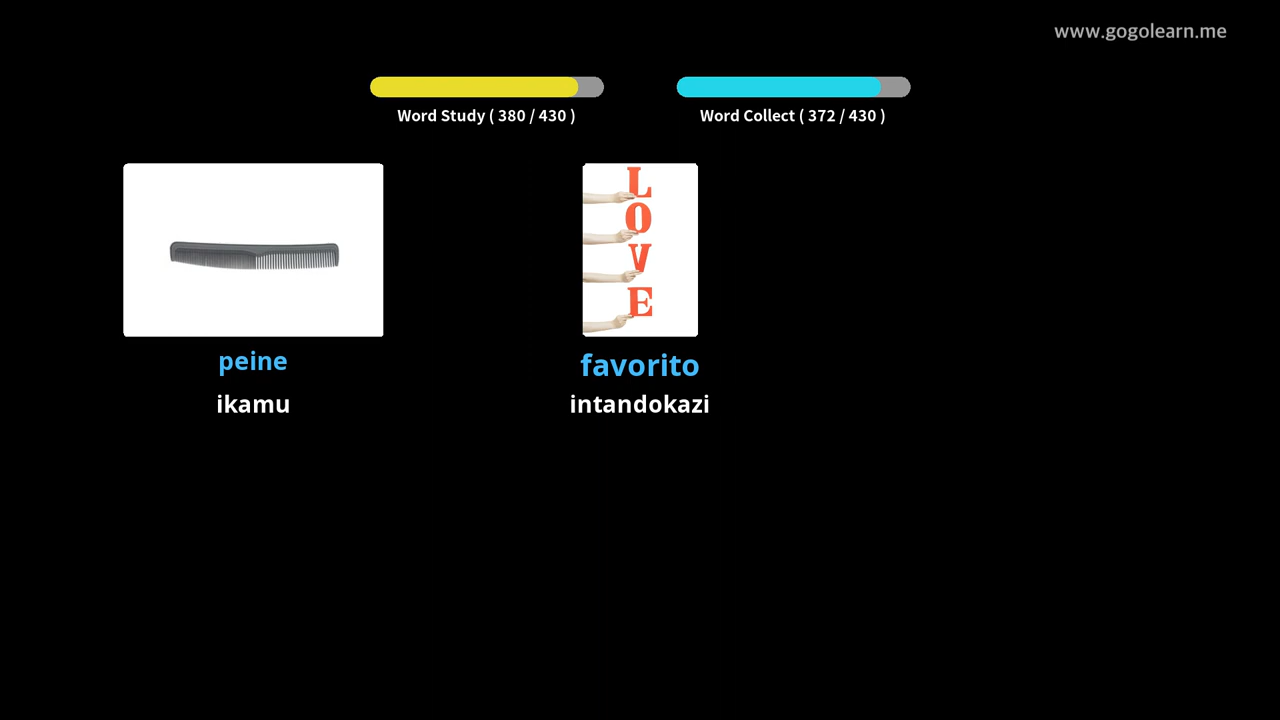 www.gogolearn.me
Word Study ( 380 / 430 )
Word Collect ( 372 / 430 )
L
O
V
E
peine
favorito
ikamu
intandokazi